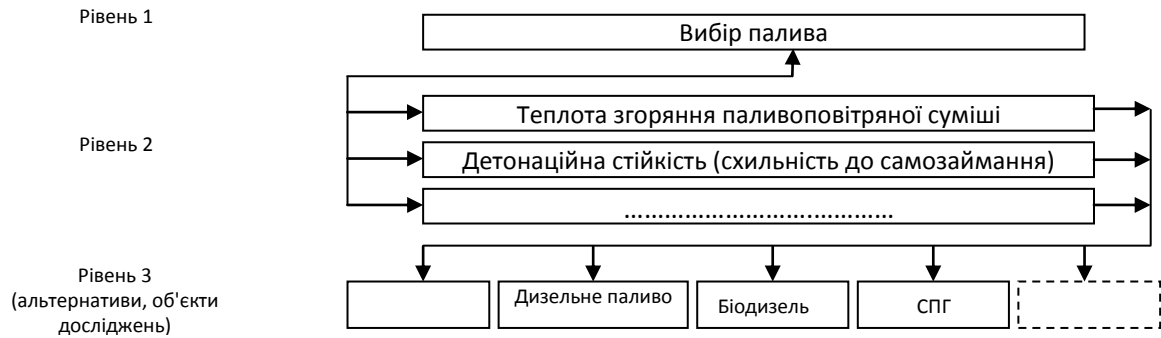 Рівень 1
Вибір палива
Теплота згоряння паливоповітряної суміші
Рівень 2
Детонаційна стійкість (схильність до самозаймання)
……………………………………
Рівень 3
(альтернативи, об'єкти
досліджень)
Дизельне паливо
Біодизель
СПГ